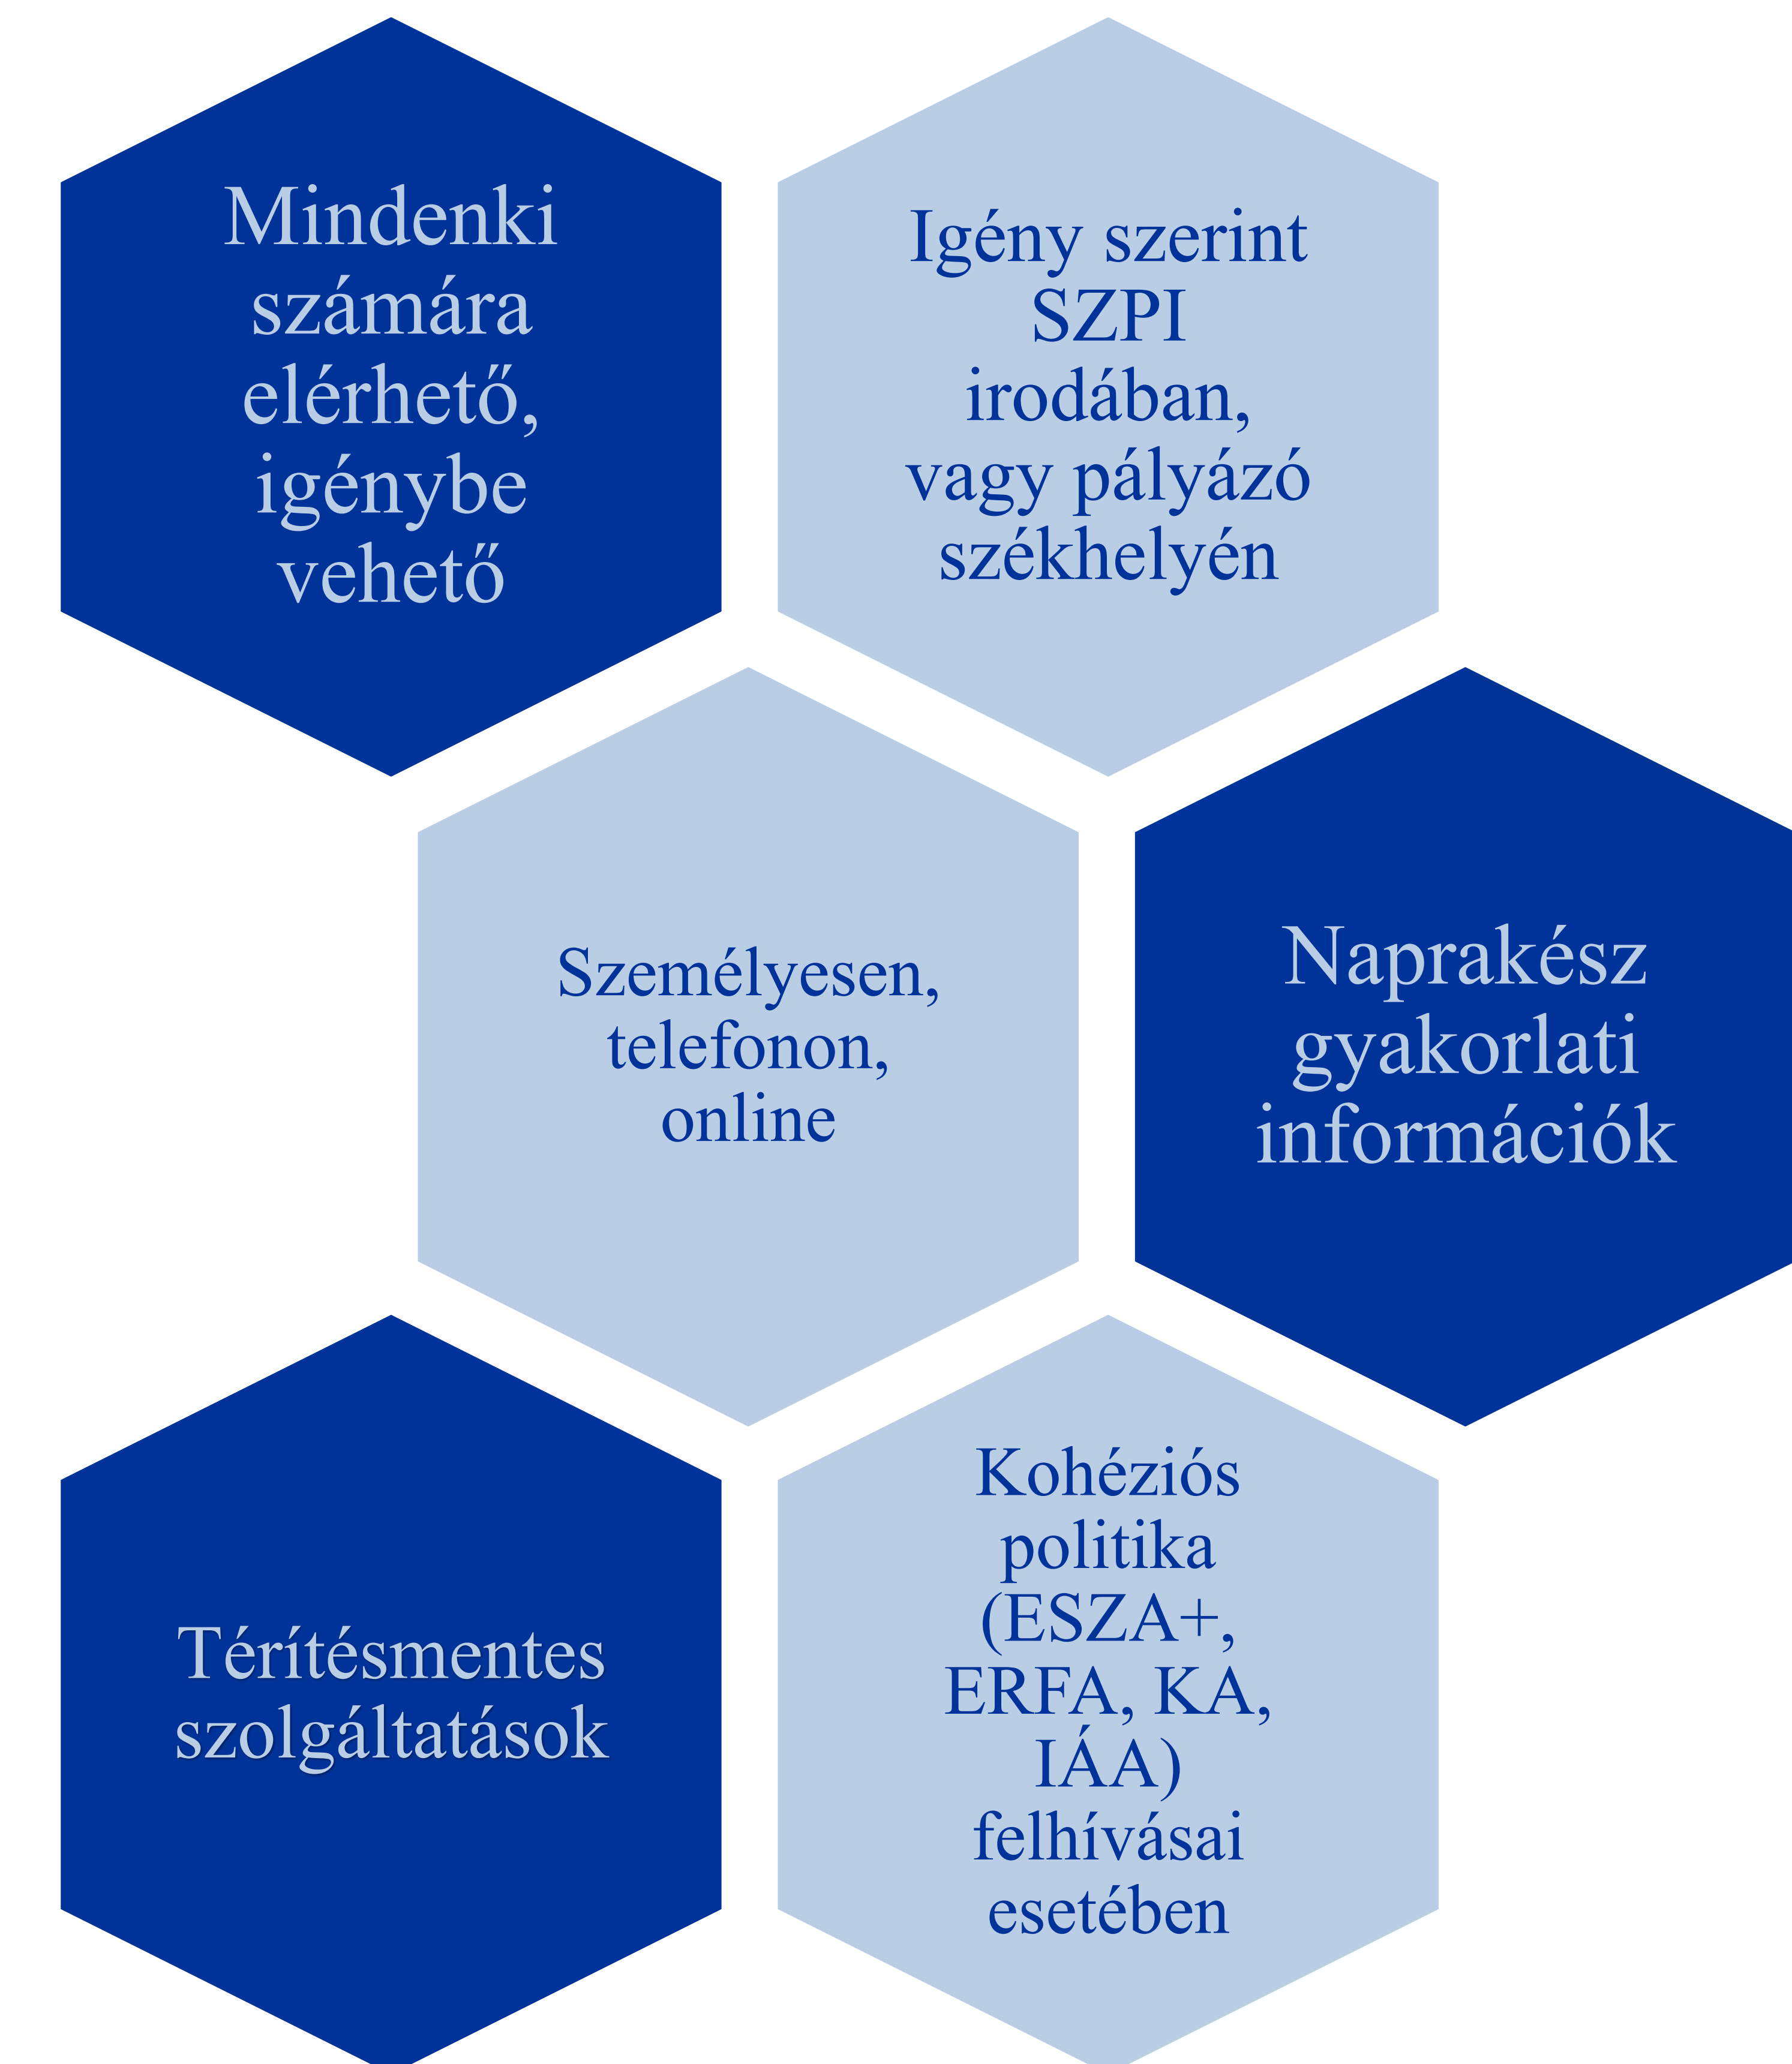 Mindenki
számára
elérhető,
igénybe
vehető
Igény szerint
SZPI
irodában,
vagy pályázó
székhelyén
Személyesen,
telefonon,
online
Naprakész
gyakorlati
információk
Térítésmentes
szolgáltatások
Kohéziós
politika
(ESZA+,
ERFA, KA,
IÁA)
felhívásai
esetében